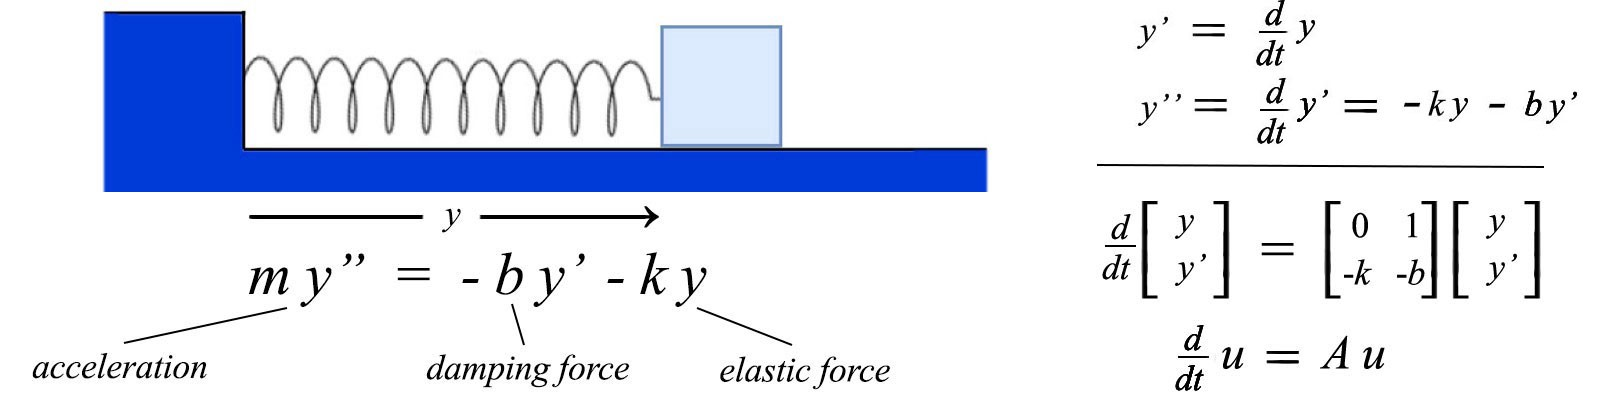 y
m y'' = - b y' - k y
acceleration
damping force
elastic force
y' = d/dt y
y'' = d/dt y' = - k y - b y'
d/dt [ y y' ] = [ 0 1 -k -b ] [ y y' ]
d/dt u = A u